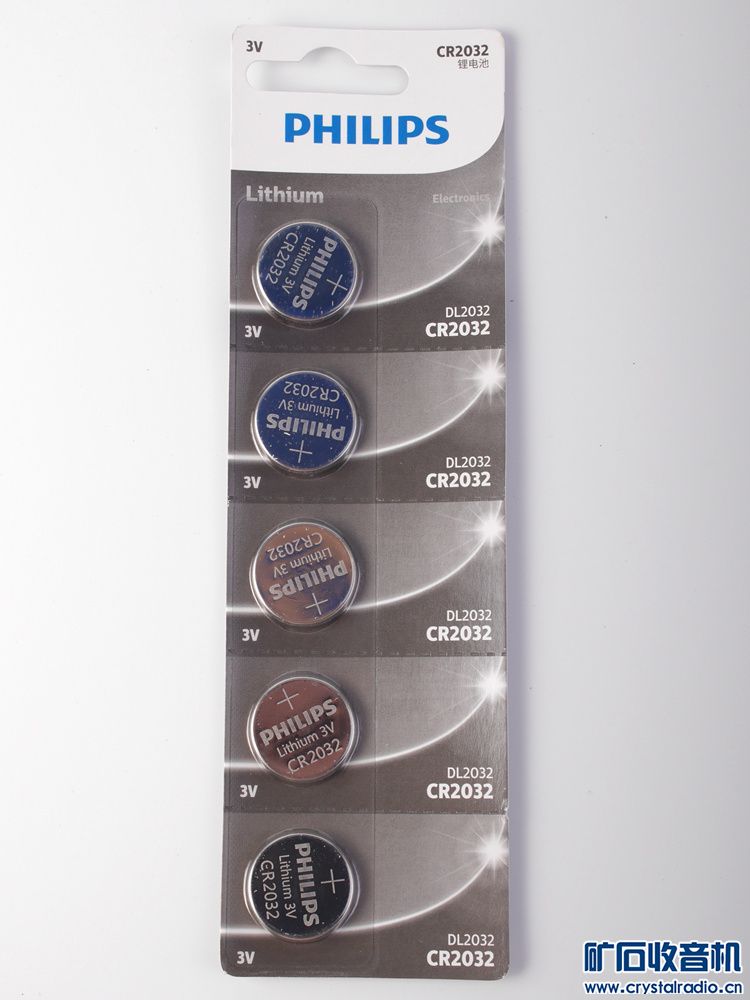 3V
CR2032
锂电池
PHILIPS
Lithium
Electronics
PHILIPS
Lithium 3V
CR2032
+
DL2032
3V
CR2032
CR2032
Lithium 3V
PHILIPS
+
DL2032
3V
CR2032
CR2032
Lithium 3V
PHILIPS
+
DL2032
3V
CR2032
+
PHILIPS
Lithium 3V
CR2032
DL2032
3V
CR2032
+
PHILIPS
Lithium 3V
CR2032
DL2032
3V
CR2032
矿石收音机
www.crystalradio.cn